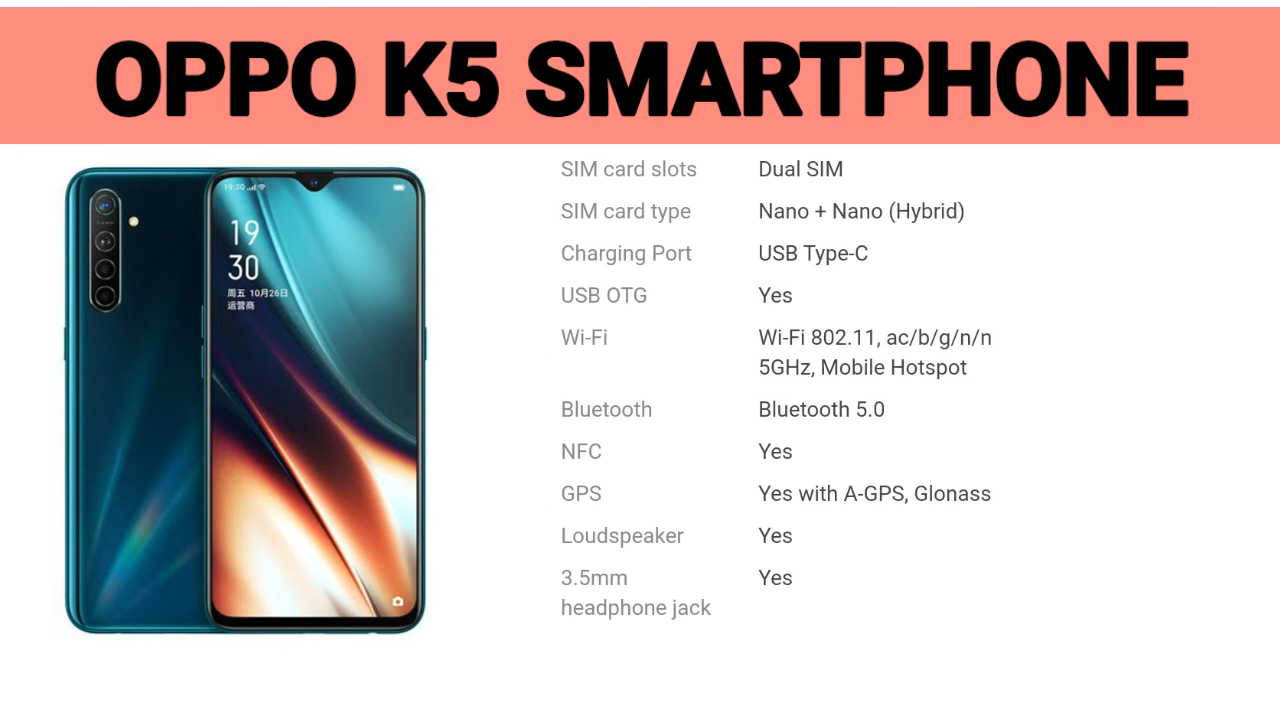 OPPO K5 SMARTPHONE
19:30
19
30
周五 10月26日
运营商
SIM card slots Dual SIM
SIM card type Nano + Nano (Hybrid)
Charging Port USB Type-C
USB OTG Yes
Wi-Fi Wi-Fi 802.11, ac/b/g/n/n
5GHz, Mobile Hotspot
Bluetooth Bluetooth 5.0
NFC Yes
GPS Yes with A-GPS, Glonass
Loudspeaker Yes
3.5mm Yes
headphone jack